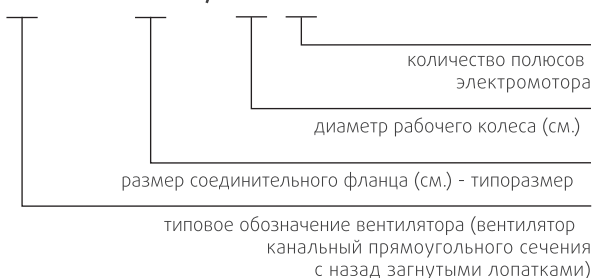 количество полюсов
электромотора
диаметр рабочего колеса (см.)
размер соединительного фланца (см.) - типоразмер
типовое обозначение вентилятора (вентилятор
канальный прямоугольного сечения
с назад загнутыми лопатками)